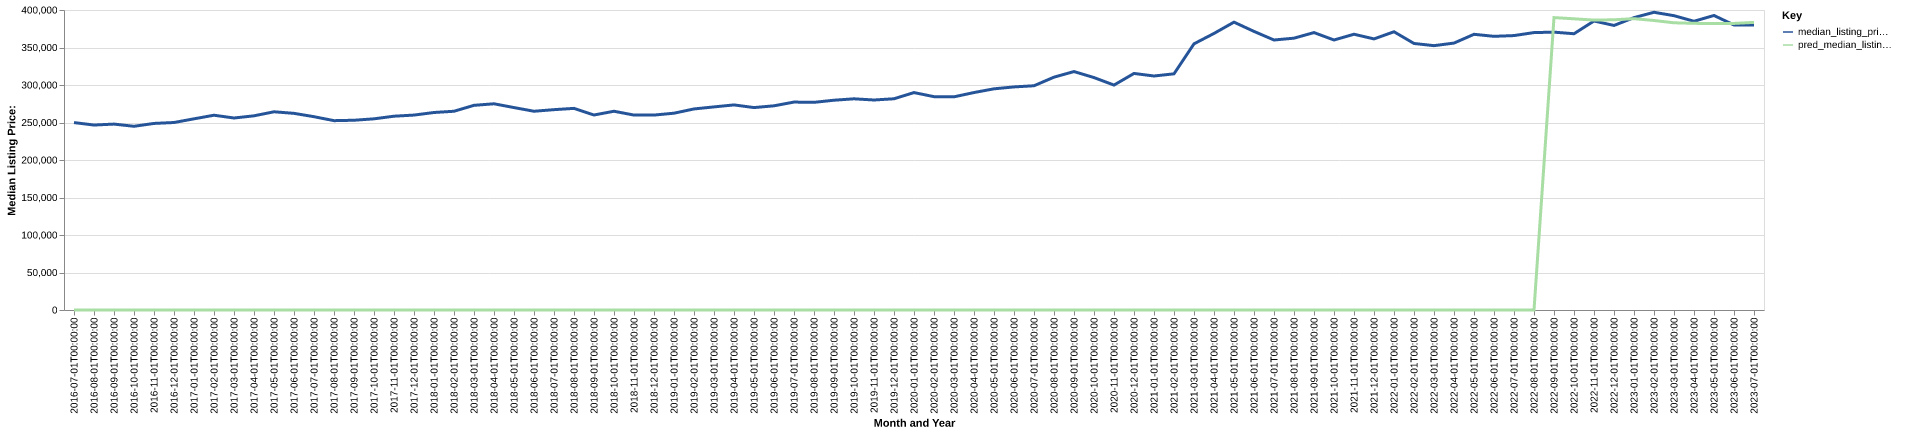 400,000
350,000
300,000
250,000
200,000
150,000
100,000
50,000
0
Median Listing Price:
2016-07-01T00:00:00
2016-08-01T00:00:00
2016-09-01T00:00:00
2016-10-01T00:00:00
2016-11-01T00:00:00
2016-12-01T00:00:00
2017-01-01T00:00:00
2017-02-01T00:00:00
2017-03-01T00:00:00
2017-04-01T00:00:00
2017-05-01T00:00:00
2017-06-01T00:00:00
2017-07-01T00:00:00
2017-08-01T00:00:00
2017-09-01T00:00:00
2017-10-01T00:00:00
2017-11-01T00:00:00
2017-12-01T00:00:00
2018-01-01T00:00:00
2018-02-01T00:00:00
2018-03-01T00:00:00
2018-04-01T00:00:00
2018-05-01T00:00:00
2018-06-01T00:00:00
2018-07-01T00:00:00
2018-08-01T00:00:00
2018-09-01T00:00:00
2018-10-01T00:00:00
2018-11-01T00:00:00
2018-12-01T00:00:00
2019-01-01T00:00:00
2019-02-01T00:00:00
2019-03-01T00:00:00
2019-04-01T00:00:00
2019-05-01T00:00:00
2019-06-01T00:00:00
2019-07-01T00:00:00
2019-08-01T00:00:00
2019-09-01T00:00:00
2019-10-01T00:00:00
2019-11-01T00:00:00
2019-12-01T00:00:00
2020-01-01T00:00:00
2020-02-01T00:00:00
2020-03-01T00:00:00
2020-04-01T00:00:00
2020-05-01T00:00:00
2020-06-01T00:00:00
2020-07-01T00:00:00
2020-08-01T00:00:00
2020-09-01T00:00:00
2020-10-01T00:00:00
2020-11-01T00:00:00
2020-12-01T00:00:00
2021-01-01T00:00:00
2021-02-01T00:00:00
2021-03-01T00:00:00
2021-04-01T00:00:00
2021-05-01T00:00:00
2021-06-01T00:00:00
2021-07-01T00:00:00
2021-08-01T00:00:00
2021-09-01T00:00:00
2021-10-01T00:00:00
2021-11-01T00:00:00
2021-12-01T00:00:00
2022-01-01T00:00:00
2022-02-01T00:00:00
2022-03-01T00:00:00
2022-04-01T00:00:00
2022-05-01T00:00:00
2022-06-01T00:00:00
2022-07-01T00:00:00
2022-08-01T00:00:00
2022-09-01T00:00:00
2022-10-01T00:00:00
2022-11-01T00:00:00
2022-12-01T00:00:00
2023-01-01T00:00:00
2023-02-01T00:00:00
2023-03-01T00:00:00
2023-04-01T00:00:00
2023-05-01T00:00:00
2023-06-01T00:00:00
2023-07-01T00:00:00
Month and Year
Key
median_listing_pri…
pred_median_listin…